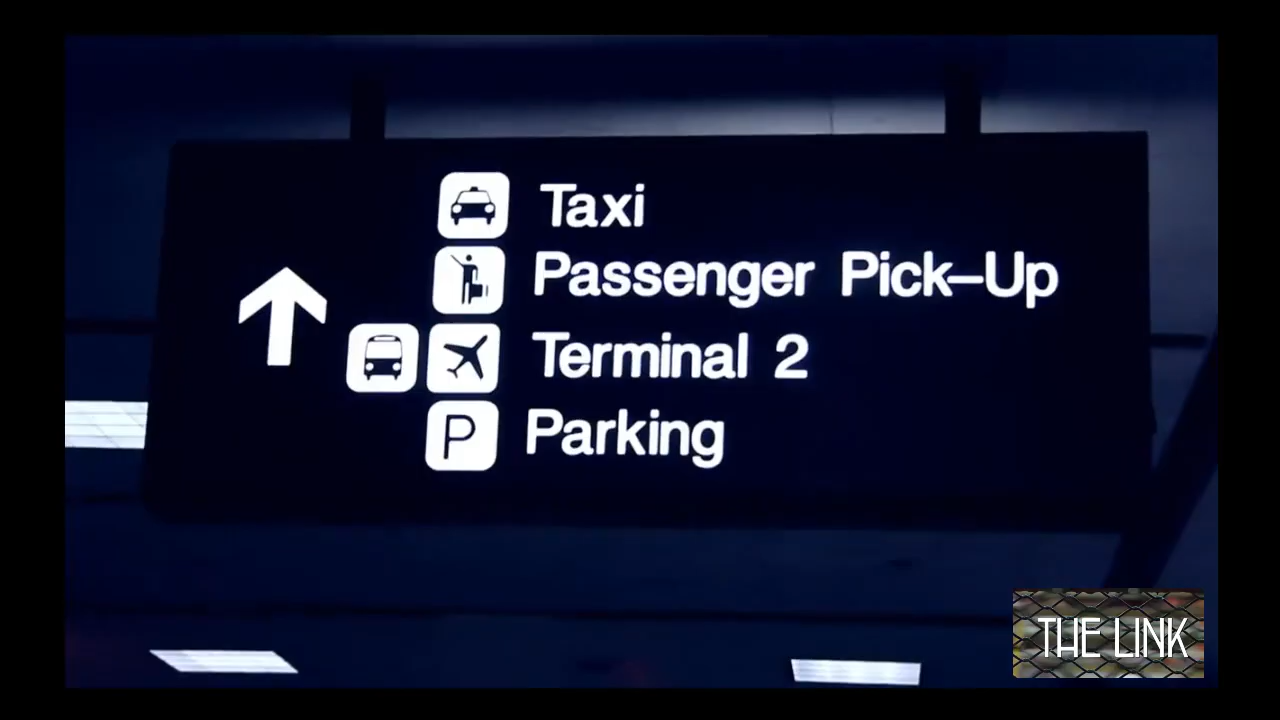 Taxi
Passenger Pick-Up
Terminal 2
P Parking
THE LINK